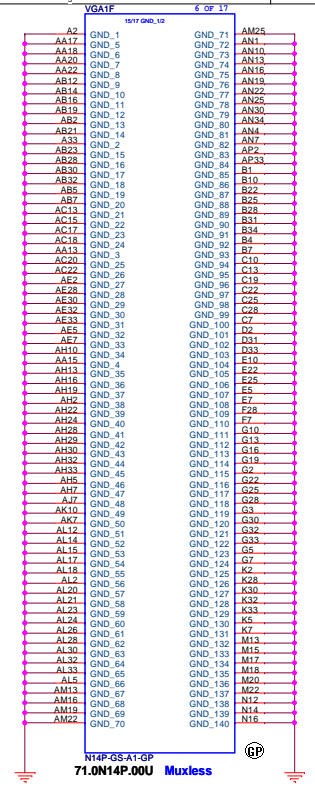 VGA1F 6 OF 17
15/17 GND_1/2
A2 GND_1 GND_71 AM25
AA17 GND_5 GND_72 AN1
AA18 GND_6 GND_73 AN10
AA20 GND_7 GND_74 AN13
AA22 GND_8 GND_75 AN16
AB12 GND_9 GND_76 AN19
AB14 GND_10 GND_77 AN22
AB16 GND_11 GND_78 AN25
AB19 GND_12 GND_79 AN30
AB2 GND_13 GND_80 AN34
AB21 GND_14 GND_81 AN4
A33 GND_2 GND_82 AN7
AB23 GND_15 GND_83 AP2
AB28 GND_16 GND_84 AP33
AB30 GND_17 GND_85 B1
AB32 GND_18 GND_86 B10
AB5 GND_19 GND_87 B22
AB7 GND_20 GND_88 B25
AC13 GND_21 GND_89 B28
AC15 GND_22 GND_90 B31
AC17 GND_23 GND_91 B34
AC18 GND_24 GND_92 B4
AA13 GND_3 GND_93 B7
AC20 GND_25 GND_94 C10
AC22 GND_26 GND_95 C13
AE2 GND_27 GND_96 C19
AE28 GND_28 GND_97 C22
AE30 GND_29 GND_98 C25
AE32 GND_30 GND_99 C28
AE33 GND_31 GND_100 C7
AE5 GND_32 GND_101 D2
AE7 GND_33 GND_102 D31
AH10 GND_34 GND_103 D33
AA15 GND_4 GND_104 E10
AH13 GND_35 GND_105 E22
AH16 GND_36 GND_106 E25
AH19 GND_37 GND_107 E5
AH2 GND_38 GND_108 E7
AH22 GND_39 GND_109 F28
AH24 GND_40 GND_110 F7
AH28 GND_41 GND_111 G10
AH29 GND_42 GND_112 G13
AH30 GND_43 GND_113 G16
AH32 GND_44 GND_114 G19
AH33 GND_45 GND_115 G2
AH5 GND_46 GND_116 G22
AH7 GND_47 GND_117 G25
AJ7 GND_48 GND_118 G28
AK10 GND_49 GND_119 G3
AK7 GND_50 GND_120 G30
AL12 GND_51 GND_121 G32
AL14 GND_52 GND_122 G33
AL15 GND_53 GND_123 G5
AL17 GND_54 GND_124 G7
AL18 GND_55 GND_125 K2
AL2 GND_56 GND_126 K28
AL20 GND_57 GND_127 K30
AL21 GND_58 GND_128 K32
AL23 GND_59 GND_129 K33
AL24 GND_60 GND_130 K5
AL26 GND_61 GND_131 K7
AL28 GND_62 GND_132 M13
AL30 GND_63 GND_133 M15
AL32 GND_64 GND_134 M17
AL33 GND_65 GND_135 M18
AL5 GND_66 GND_136 M20
AM13 GND_67 GND_137 M22
AM16 GND_68 GND_138 N12
AM19 GND_69 GND_139 N14
AM22 GND_70 GND_140 N16
GP
N14P-GS-A1-GP
71.0N14P.00U Muxless